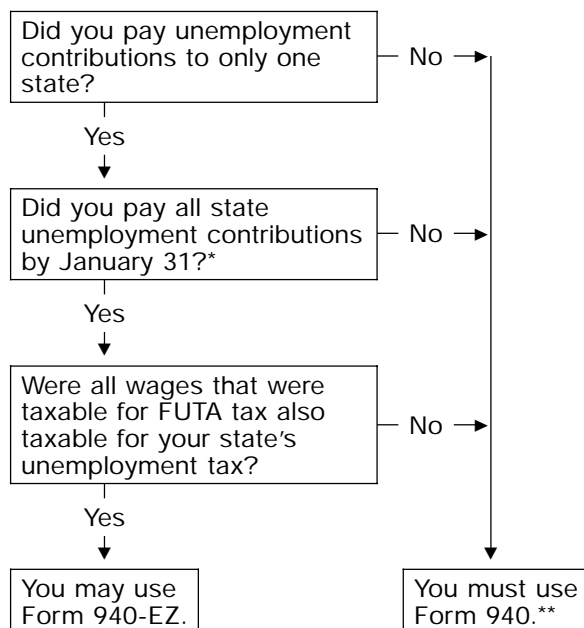 Did you pay unemployment
contributions to only one
state?
No
Yes
Did you pay all state
unemployment contributions
by January 31?*
No
Yes
Were all wages that were
taxable for FUTA tax also
taxable for your state's
unemployment tax?
No
Yes
You may use
Form 940-EZ.
You must use
Form 940.**